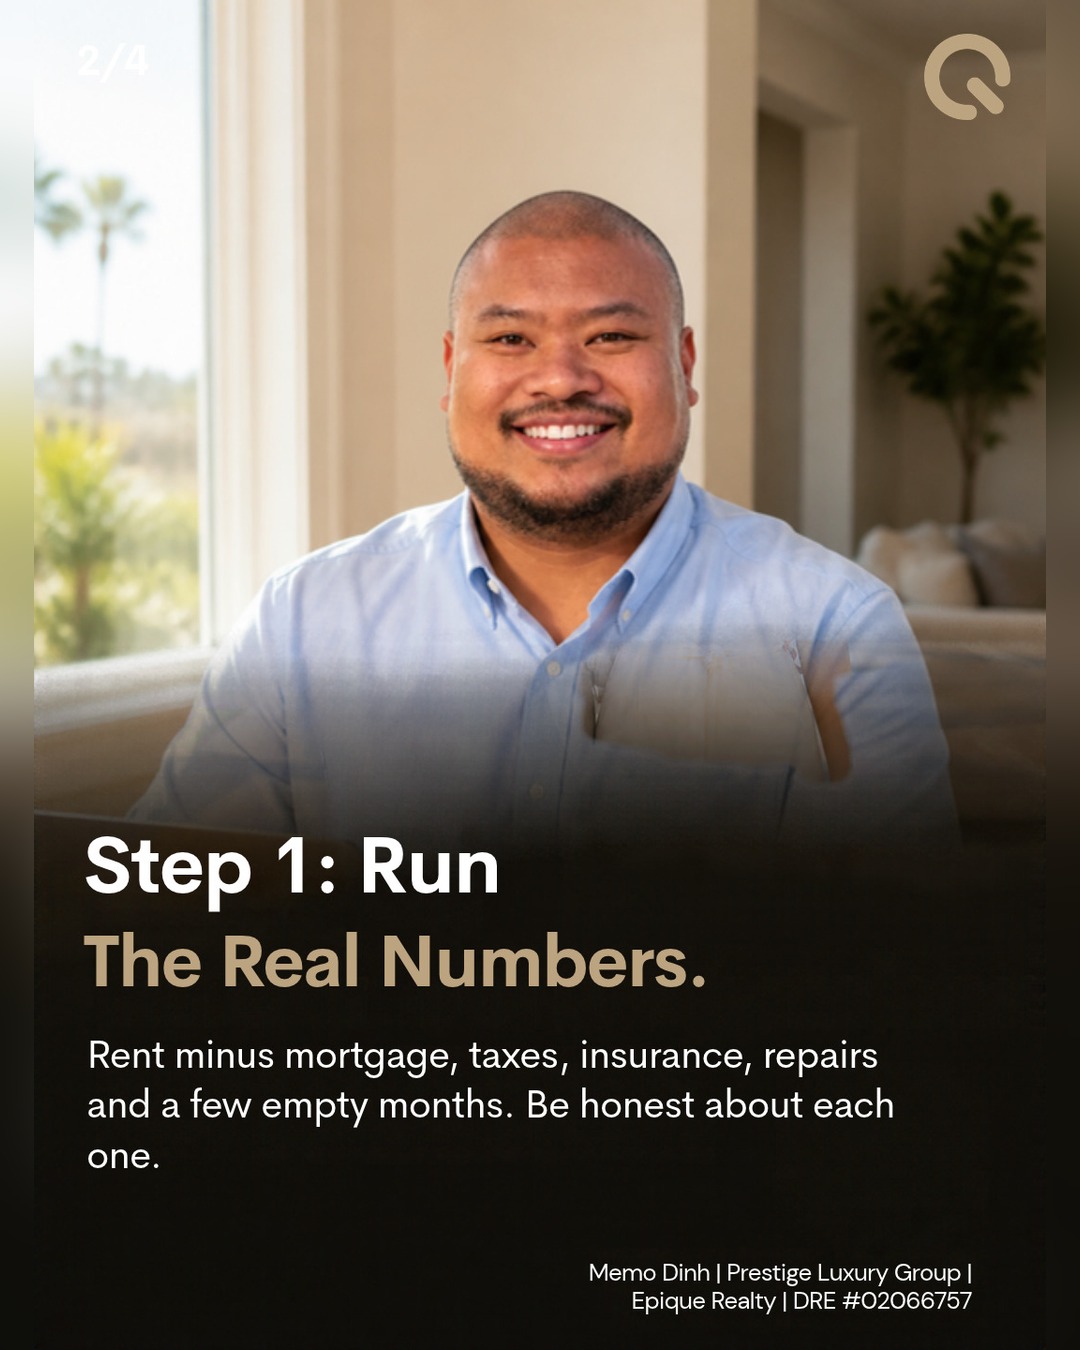 2/4
Step 1: Run
The Real Numbers.
Rent minus mortgage, taxes, insurance, repairs
and a few empty months. Be honest about each
one.
Memo Dinh | Prestige Luxury Group |
Epique Realty | DRE #02066757